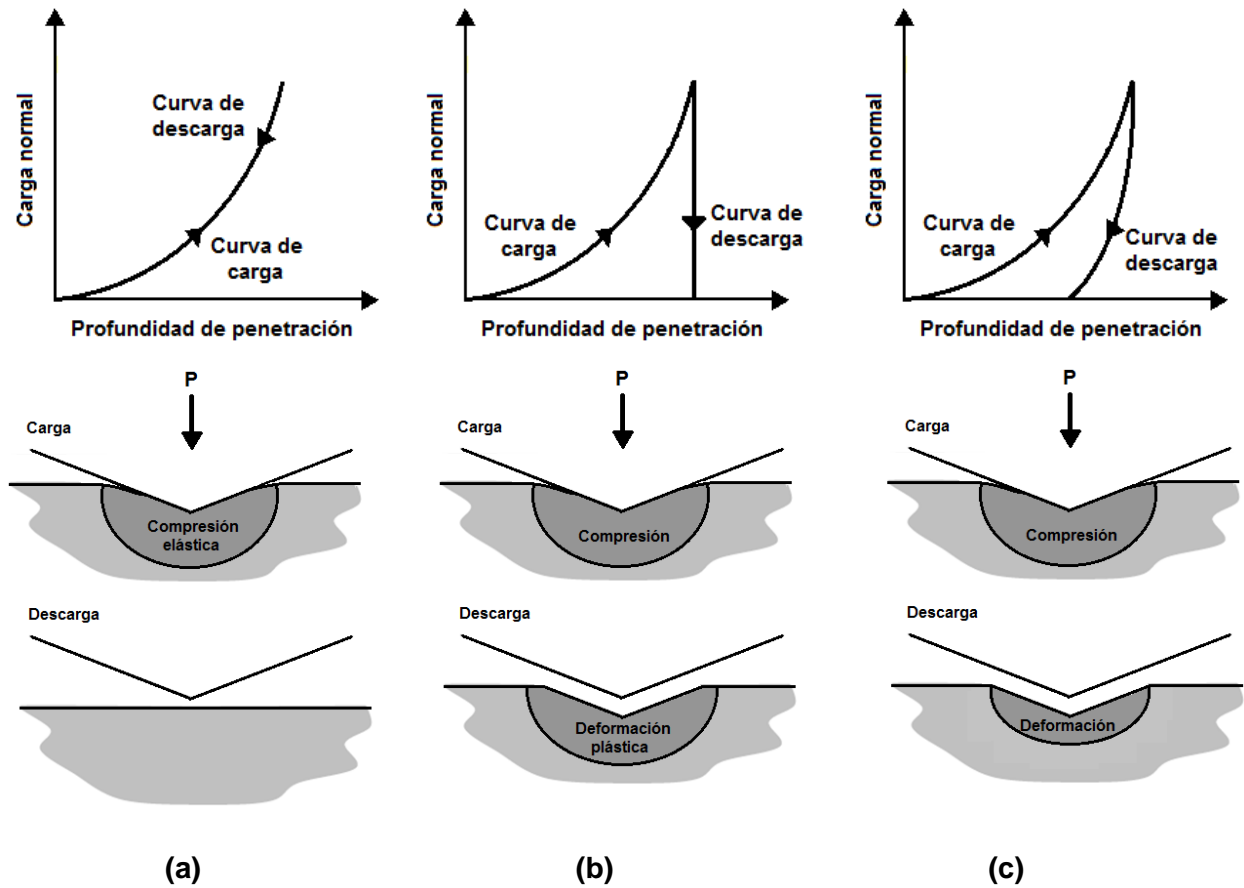 Carga normal
Curva de
descarga
Curva de
carga
Profundidad de penetración
Carga normal
Curva de
carga
Curva de
descarga
Profundidad de penetración
Carga normal
Curva de
carga
Curva de
descarga
Profundidad de penetración
P
Carga
Compresión
elástica
P
Carga
Compresión
P
Carga
Compresión
Descarga
Descarga
Deformación
plástica
Descarga
Deformación
(a)
(b)
(c)